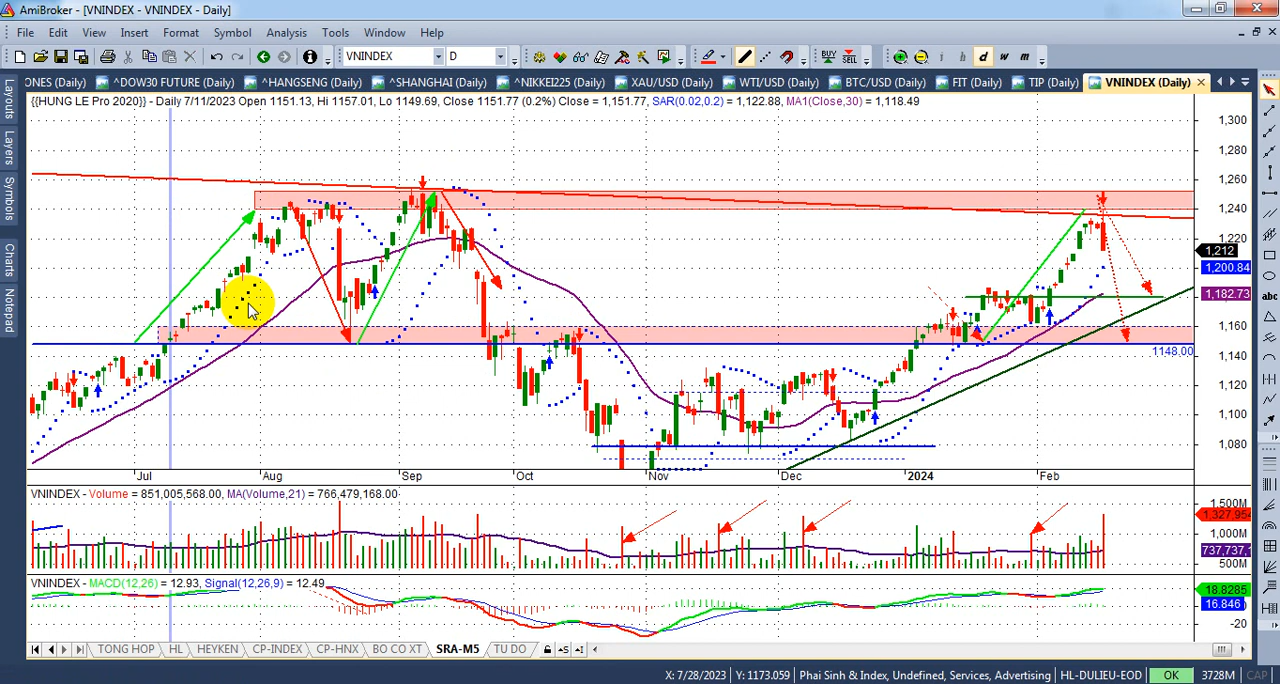 AmiBroker - [VNINDEX - VNINDEX - Daily]
File Edit View Insert Format Symbol Analysis Tools Window Help
VNINDEX D BUY SELL i h d w m
ONES (Daily) ^DOW30 FUTURE (Daily) ^HANGSENG (Daily) ^SHANGHAI (Daily) ^NIKKEI225 (Daily) XAU/USD (Daily) WTI/USD (Daily) BTC/USD (Daily) FIT (Daily) TIP (Daily) VNINDEX (Daily)
Layouts
Layers
Symbols
Charts
Notepad
{{HUNG LE Pro 2020}} - Daily 7/11/2023 Open 1151.13, Hi 1157.01, Lo 1149.69, Close 1151.77 (0.2%) Close = 1,151.77, SAR(0.02,0.2) = 1,122.88, MA1(Close,30) = 1,118.49
1,300
1,280
1,260
1,240
1,220
1,212
1,200.84
1,182.73
1,160
1148.00
1,140
1,120
1,100
1,080
abc
Jul Aug Sep Oct Nov Dec 2024 Feb
VNINDEX - Volume = 851,005,568.00, MA(Volume,21) = 766,479,168.00
1,500M
1,327,954
1,000M
737,737,1
500M
VNINDEX - MACD(12,26) = 12.93, Signal(12,26,9) = 12.49
18.8285
16.846
-20
TONG HOP HL HEYKEN CP-INDEX CP-HNX BO CO XT SRA-M5 TU DO
X: 7/28/2023 Y: 1173.059 Phai Sinh & Index, Undefined, Services, Advertising HL-DULIEU-EOD OK 3728M CAP